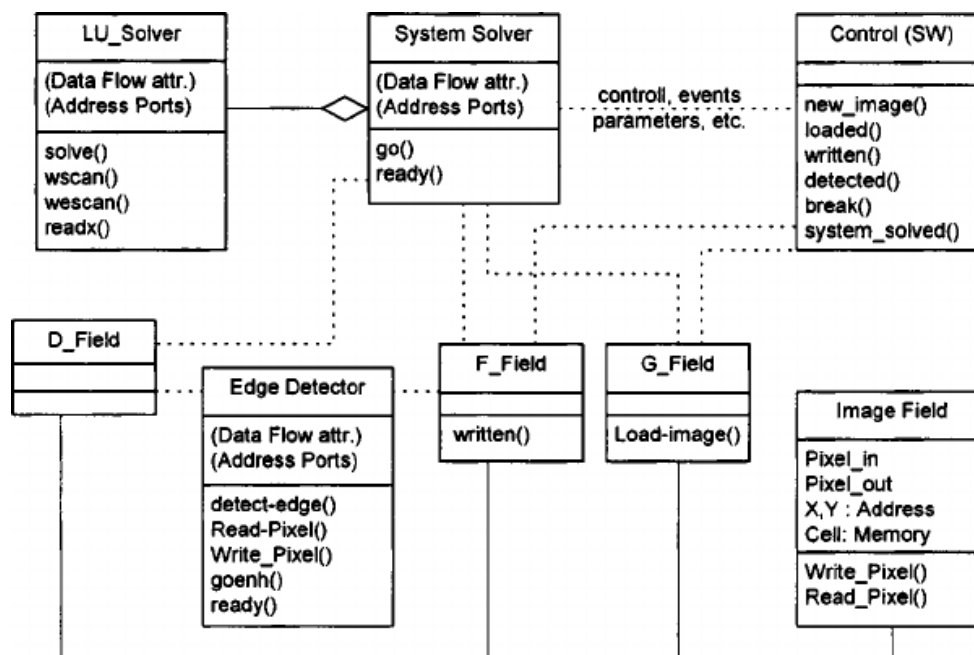 LU_Solver
(Data Flow attr.)
(Address Ports)
solve()
wscan()
wescan()
readx()
System Solver
(Data Flow attr.)
(Address Ports)
go()
ready()
controll, events
parameters, etc.
Control (SW)
new_image()
loaded()
written()
detected()
break()
system_solved()
D_Field
Edge Detector
(Data Flow attr.)
(Address Ports)
detect-edge()
Read-Pixel()
Write_Pixel()
goenh()
ready()
F_Field
written()
G_Field
Load-image()
Image Field
Pixel_in
Pixel_out
X,Y : Address
Cell: Memory
Write_Pixel()
Read_Pixel()